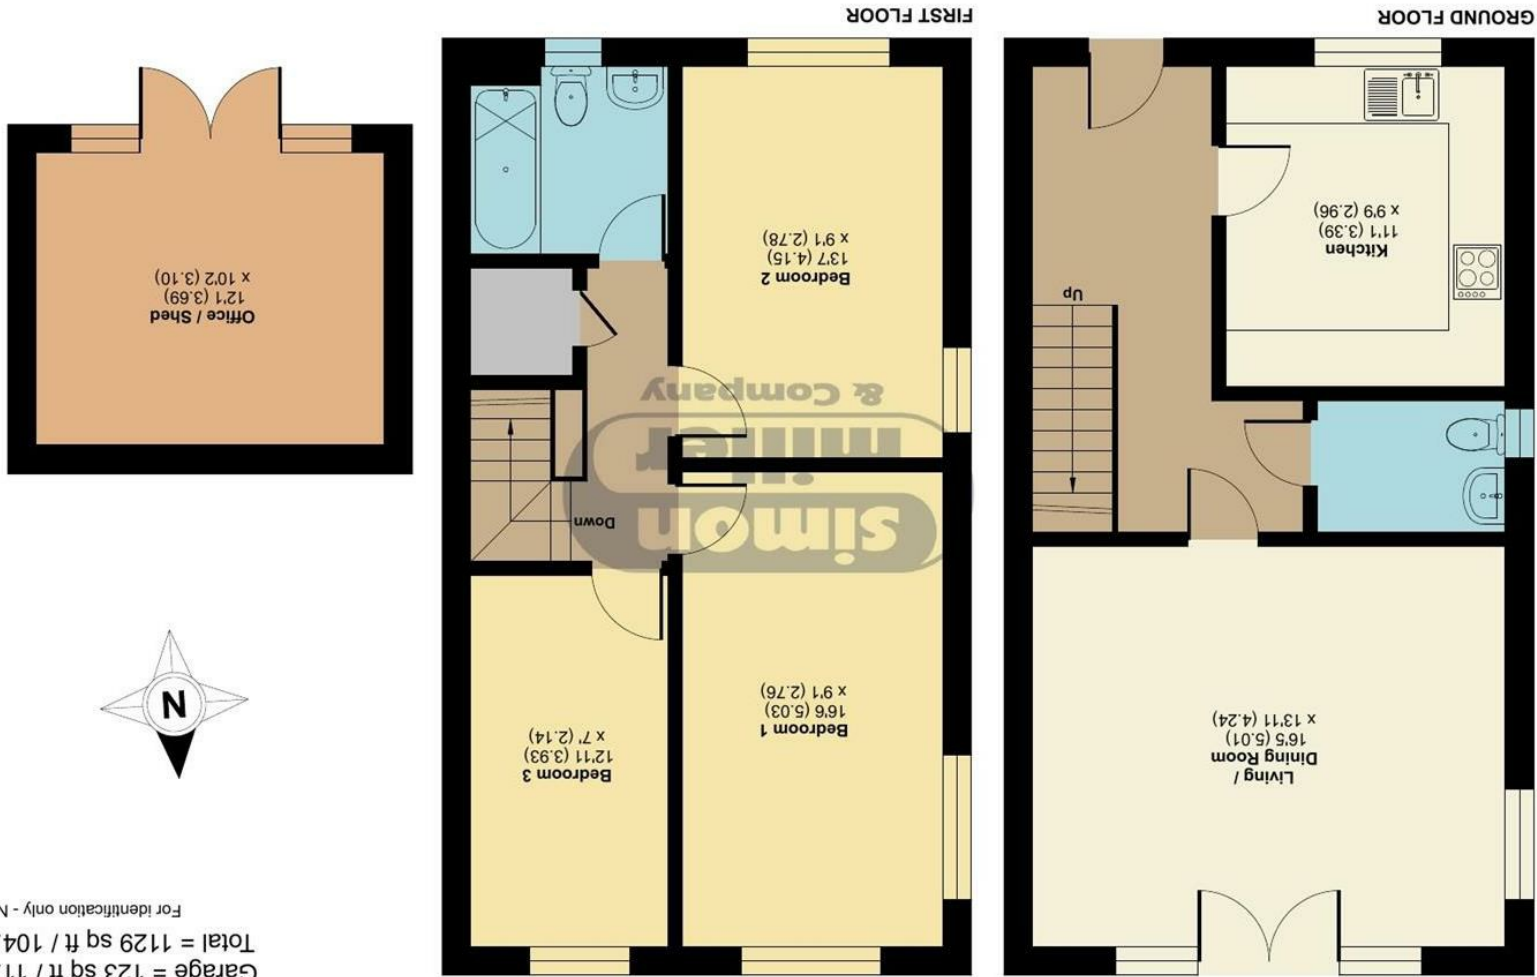 Garage = 123 sq ft / 11.
Total = 1129 sq ft / 104.
For identification only - N
Living /
Dining Room
16'5 (5.01)
x 13'11 (4.24)
Kitchen
11'1 (3.39)
x 9'9 (2.96)
Up
GROUND FLOOR
Bedroom 1
16'6 (5.03)
x 9'1 (2.76)
Bedroom 3
12'11 (3.93)
x 7' (2.14)
Down
simon
miller
& Company
Bedroom 2
13'7 (4.15)
x 9'1 (2.78)
FIRST FLOOR
N
Office / Shed
12'1 (3.69)
x 10'2 (3.10)